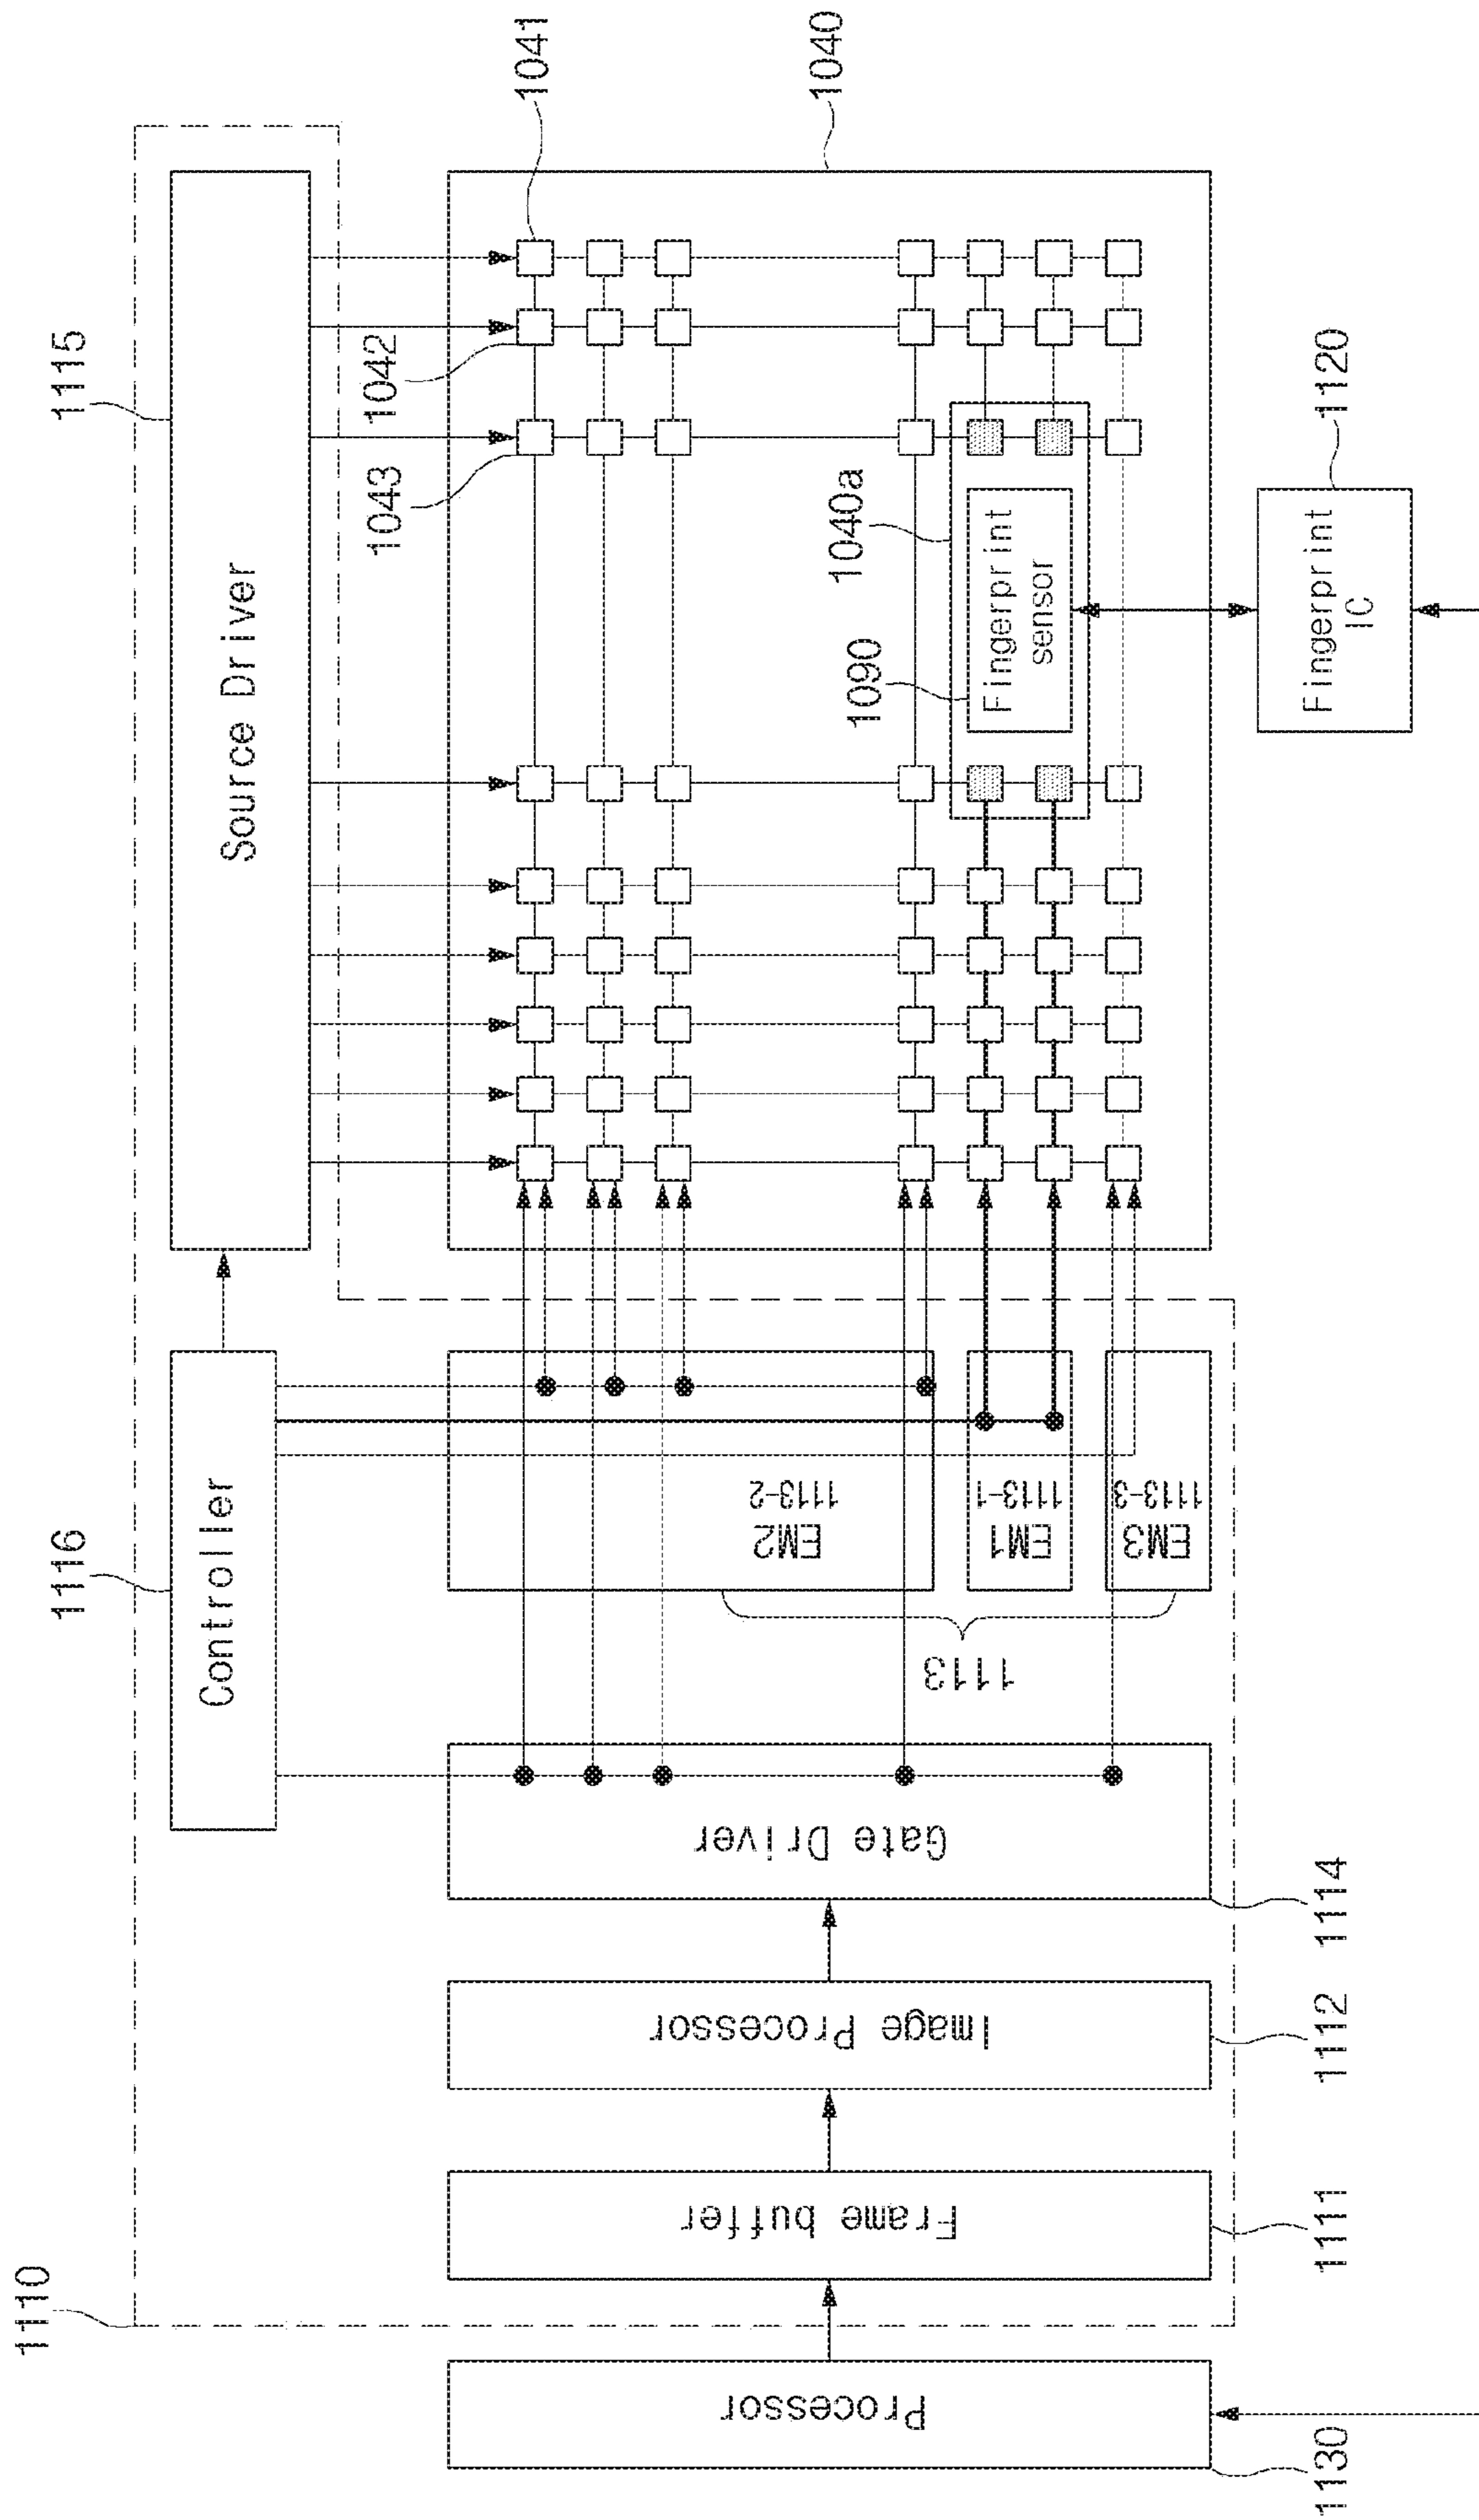 1110
1116
1115
Controller
Source Driver
1041
1042
1043
1040
1040a
1090
Fingerprint
sensor
Fingerprint
IC
1120
EM2
1113-2
EM1
1113-1
EM3
1113-3
1113
Processor
Frame buffer
Image Processor
Gate Driver
1130
1111
1112
1114